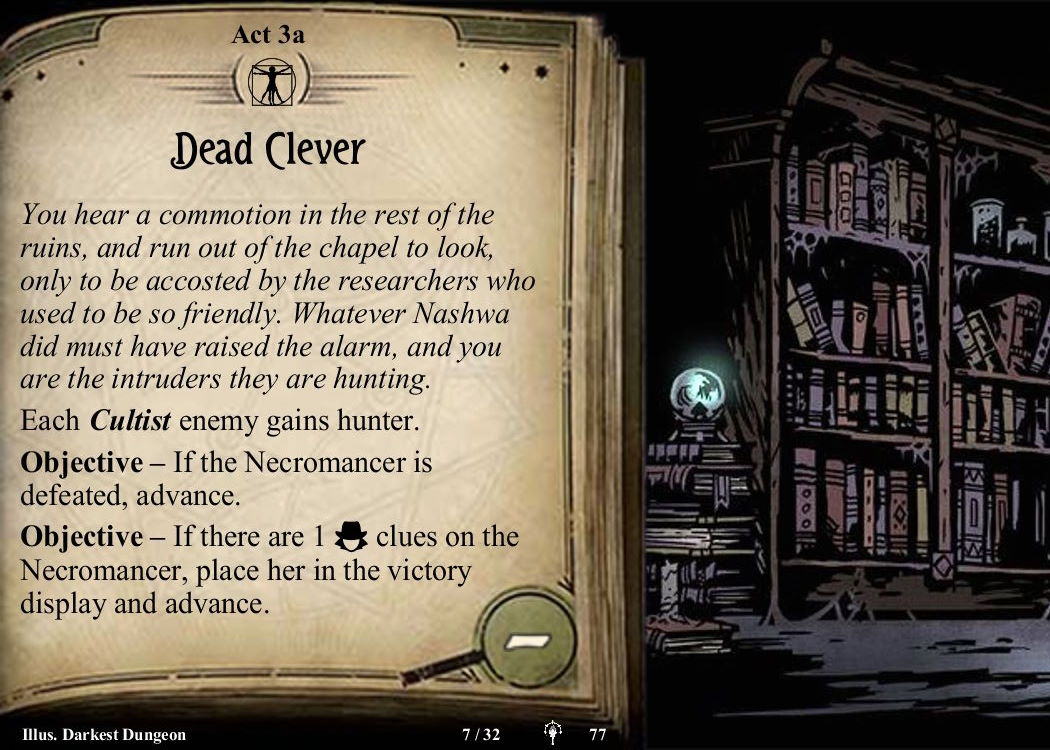 Act 3a
Dead Clever
You hear a commotion in the rest of the
ruins, and run out of the chapel to look,
only to be accosted by the researchers who
used to be so friendly. Whatever Nashwa
did must have raised the alarm, and you
are the intruders they are hunting.
Each Cultist enemy gains hunter.
Objective – If the Necromancer is
defeated, advance.
Objective – If there are 1 clues on the
Necromancer, place her in the victory
display and advance.
–
Illus. Darkest Dungeon
7 / 32
77